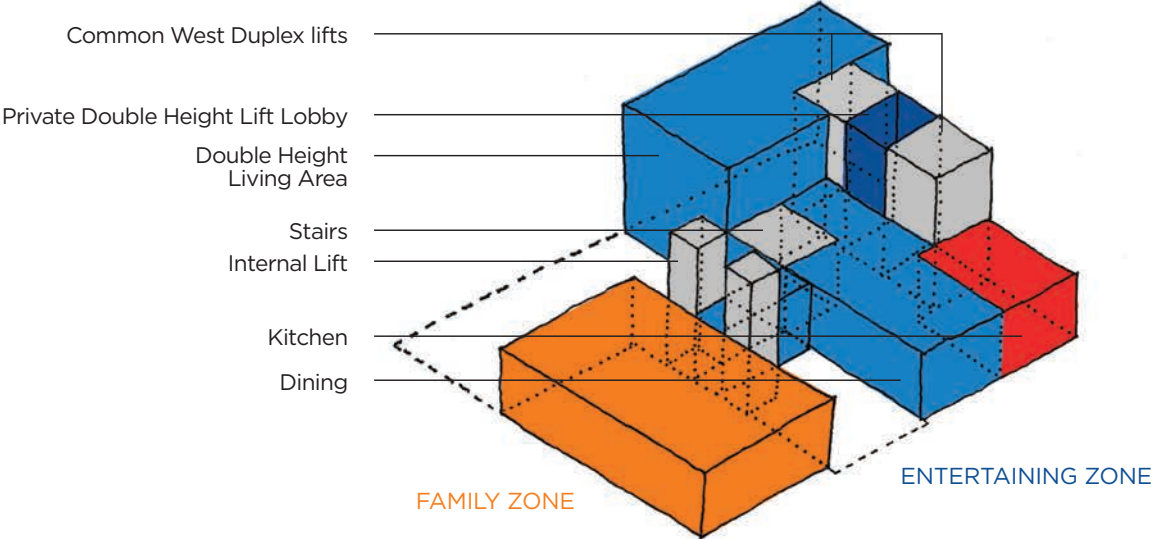 Common West Duplex lifts
Private Double Height Lift Lobby
Double Height
Living Area
Stairs
Internal Lift
Kitchen
Dining
ENTERTAINING ZONE
FAMILY ZONE